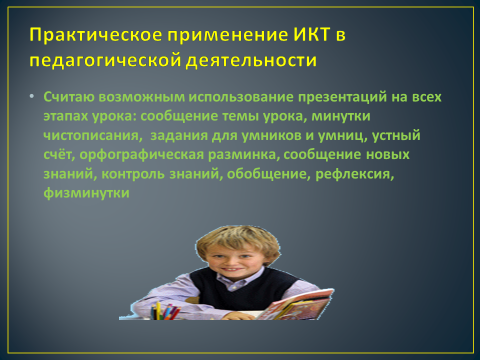 Практическое применение ИКТ в
педагогической деятельности
• Считаю возможным использование презентаций на всех
этапах урока: сообщение темы урока, минутки
чистописания, задания для умников и умниц, устный
счёт, орфографическая разминка, сообщение новых
знаний, контроль знаний, обобщение, рефлексия,
физминутки